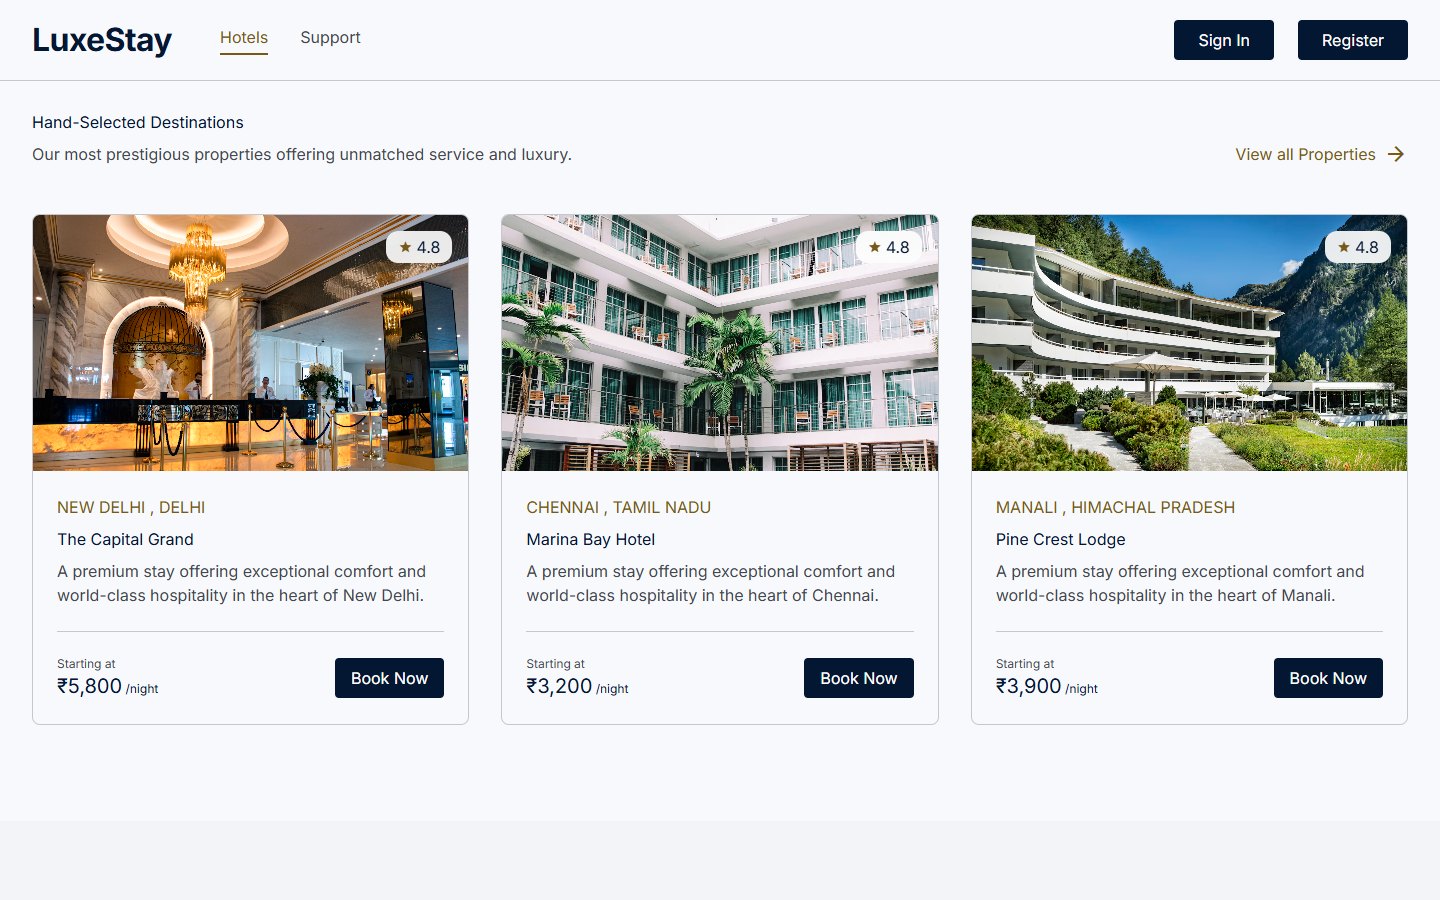 LuxeStay
Hotels
Support
Sign In
Register
Hand-Selected Destinations
Our most prestigious properties offering unmatched service and luxury.
View all Properties
4.8
4.8
4.8
NEW DELHI , DELHI
The Capital Grand
A premium stay offering exceptional comfort and
world-class hospitality in the heart of New Delhi.
Starting at
₹5,800 /night
Book Now
CHENNAI , TAMIL NADU
Marina Bay Hotel
A premium stay offering exceptional comfort and
world-class hospitality in the heart of Chennai.
Starting at
₹3,200 /night
Book Now
MANALI , HIMACHAL PRADESH
Pine Crest Lodge
A premium stay offering exceptional comfort and
world-class hospitality in the heart of Manali.
Starting at
₹3,900 /night
Book Now